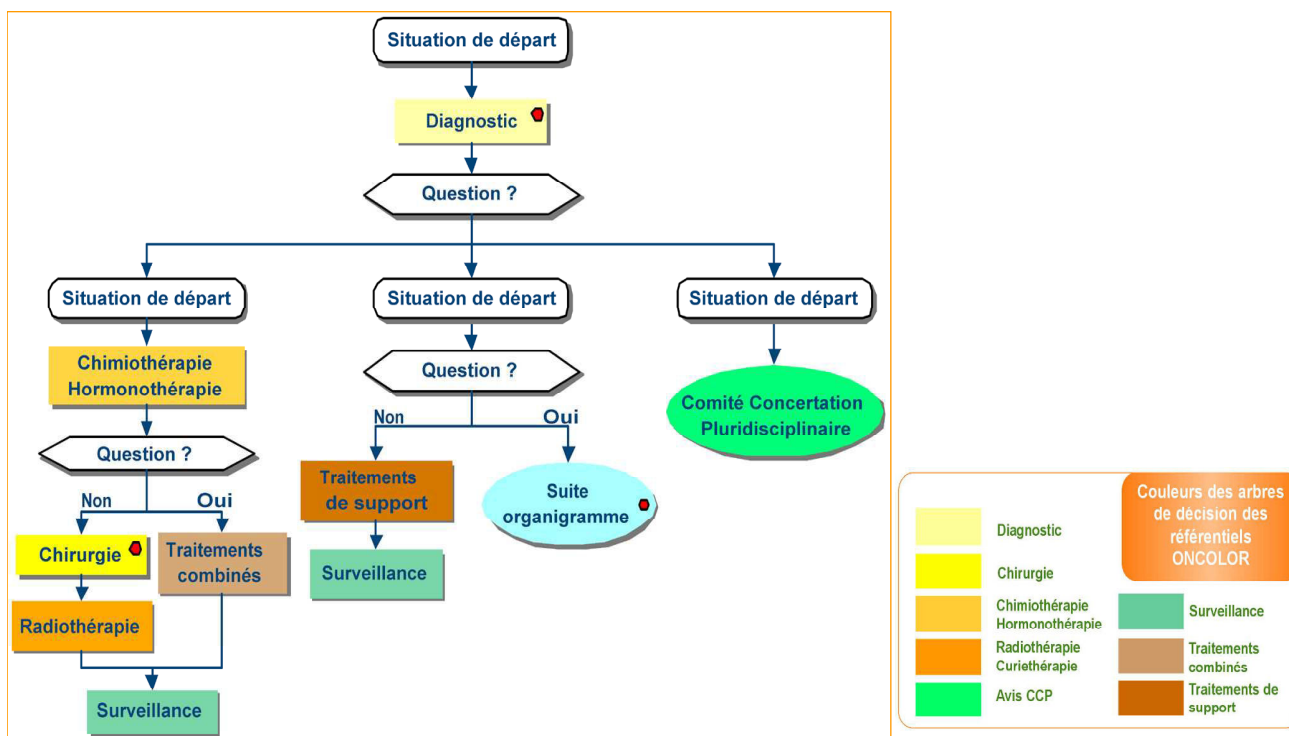 Situation de départ
Diagnostic
Question ?
Situation de départ
Situation de départ
Situation de départ
Chimiothérapie
Hormonothérapie
Question ?
Comité Concertation
Pluridisciplinaire
Non
Oui
Question ?
Traitements
de support
Suite
organigramme
Non
Oui
Chirurgie
Traitements
combinés
Surveillance
Radiothérapie
Surveillance
Couleurs des arbres
de décision des
référentiels
ONCOLOR
Diagnostic
Chirurgie
Chimiothérapie
Hormonothérapie
Radiothérapie
Curiethérapie
Avis CCP
Surveillance
Traitements
combinés
Traitements de
support